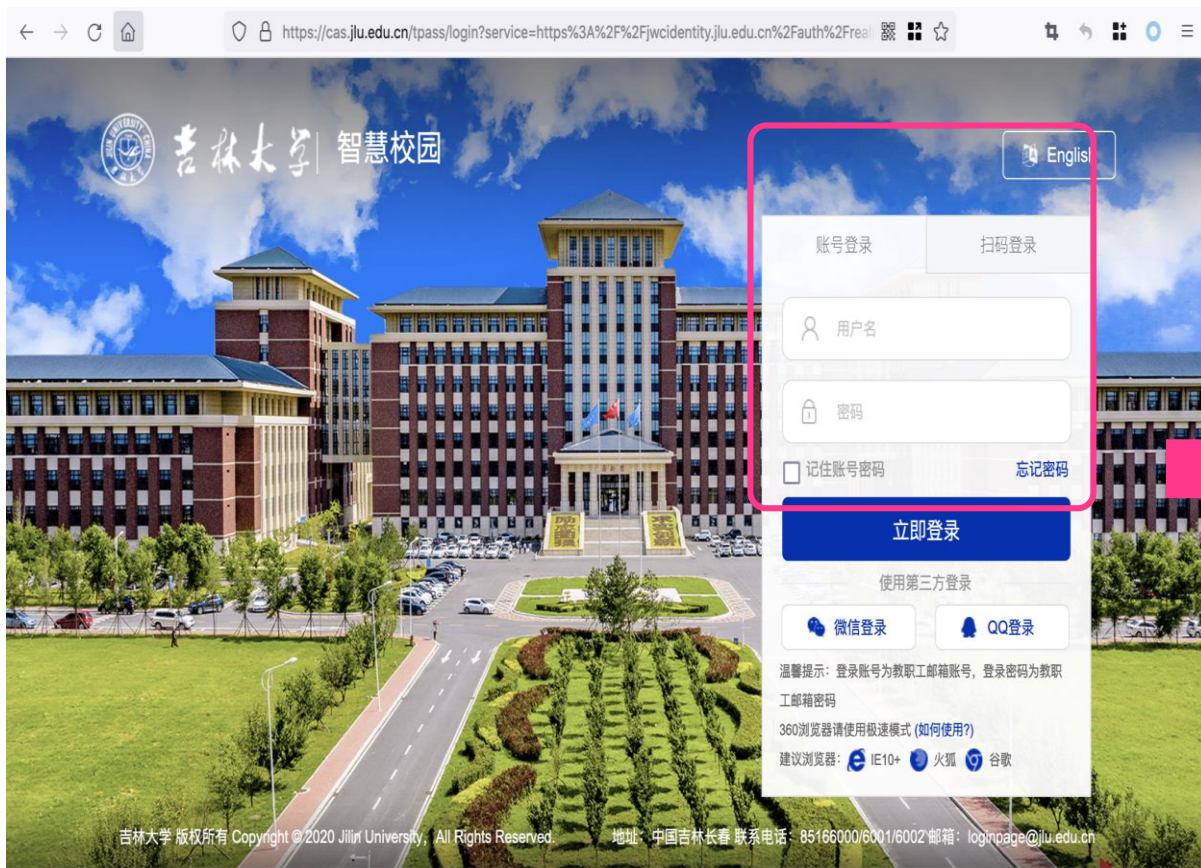 https://cas.jlu.edu.cn/tpass/login?service=https%3A%2F%2Fjwcidentity.jlu.edu.cn%2Fauth%2Frea
吉林大学 智慧校园
English
账号登录 扫码登录
用户名
密码
记住账号密码 忘记密码
立即登录
使用第三方登录
微信登录 QQ登录
温馨提示：登录账号为教职工邮箱账号，登录密码为教职
工邮箱密码
360浏览器请使用极速模式 (如何使用?)
建议浏览器： IE10+ 火狐 谷歌
吉林大学 版权所有 Copyright © 2020 Jilin University， All Rights Reserved. 地址：中国吉林长春 联系电话：85166000/6001/6002 邮箱：loginpage@jlu.edu.cn